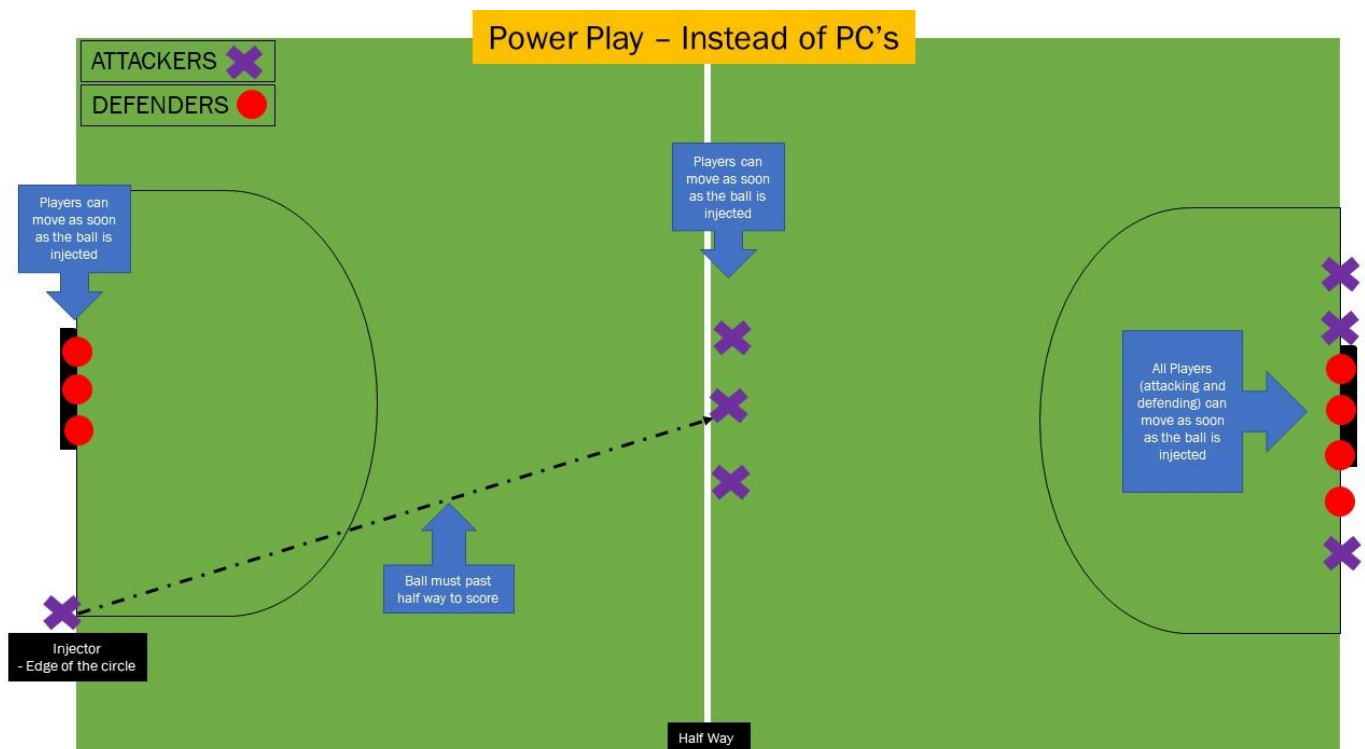 Power Play – Instead of PC's
ATTACKERS
DEFENDERS
Players can
move as soon
as the ball is
injected
Players can
move as soon
as the ball is
injected
All Players
(attacking and
defending) can
move as soon
as the ball is
injected
Ball must past
half way to score
Injector
- Edge of the circle
Half Way